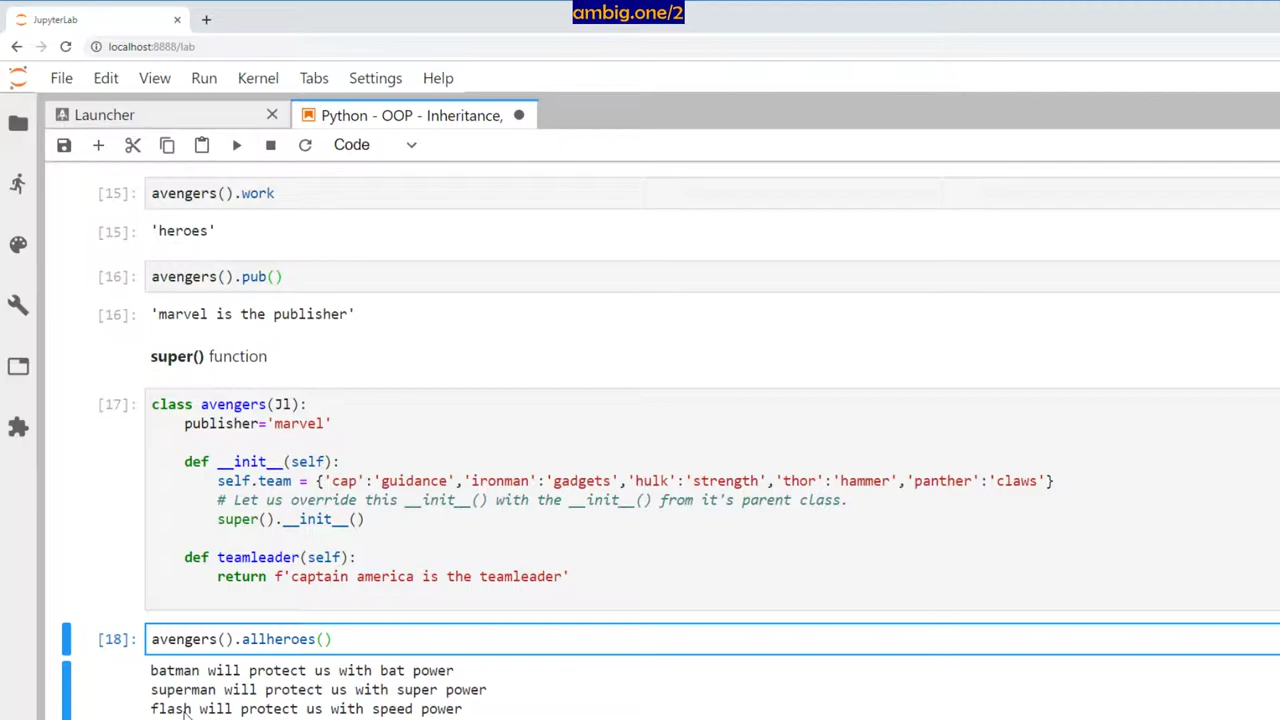 ambig.one/2
JupyterLab
localhost:8888/lab
File Edit View Run Kernel Tabs Settings Help
Launcher Python - OOP - Inheritance,
Code
[15]: avengers().work
[15]: 'heroes'
[16]: avengers().pub()
[16]: 'marvel is the publisher'
super() function
[17]: class avengers(Jl):
publisher='marvel'
def __init__(self):
self.team = {'cap':'guidance','ironman':'gadgets','hulk':'strength','thor':'hammer','panther':'claws'}
# Let us override this __init__() with the __init__() from it's parent class.
super().__init__()
def teamleader(self):
return f'captain america is the teamleader'
[18]: avengers().allheroes()
batman will protect us with bat power
superman will protect us with super power
flash will protect us with speed power